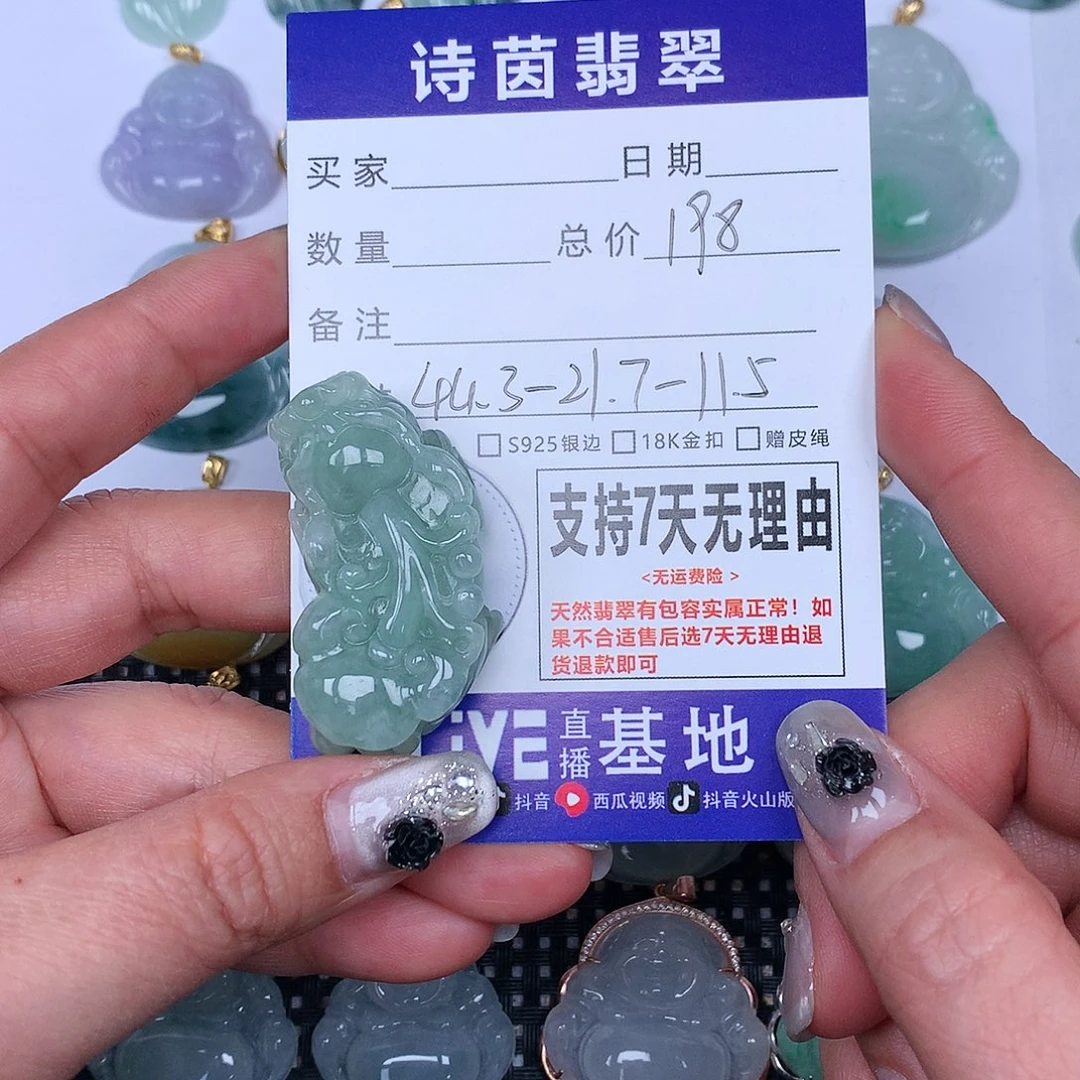 诗茵翡翠
买家 日期
数量 总价 198
备注
44.3-21.7-11.5
S925银边 18K金扣 赠皮绳
支持7天无理由
<无运费险>
天然翡翠有包容实属正常！如
果不合适售后选7天无理由退
货退款即可
iVE直播基地
抖音 西瓜视频 抖音火山版